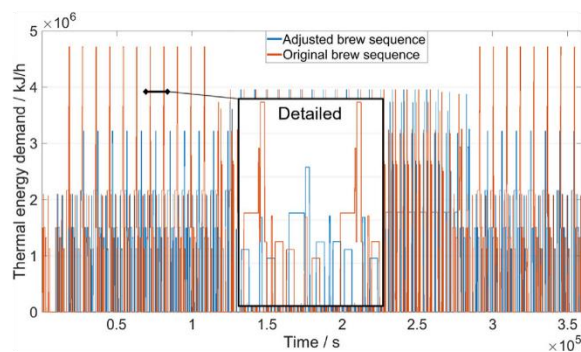 ×10⁶
5
4
3
2
1
0
Thermal energy demand / kJ/h
Adjusted brew sequence
Original brew sequence
Detailed
0.5 1 1.5 2 2.5 3 3.5
Time / s
×10⁵